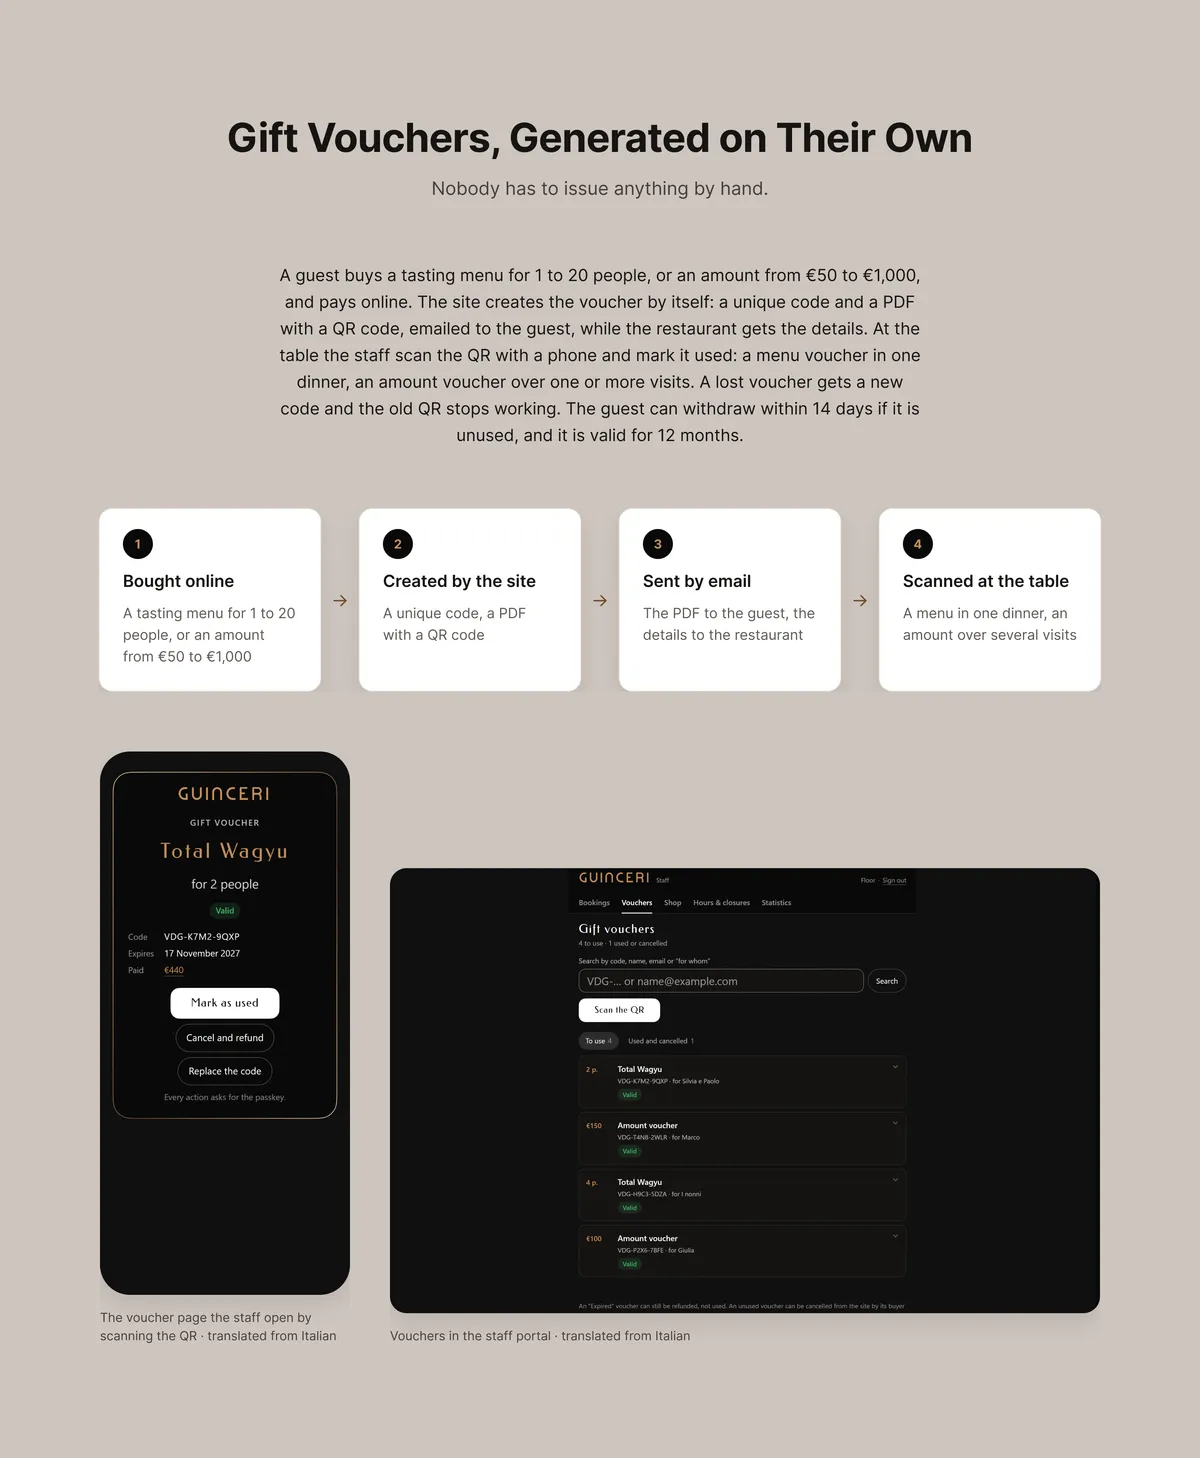 Gift Vouchers, Generated on Their Own
Nobody has to issue anything by hand.
A guest buys a tasting menu for 1 to 20 people, or an amount from €50 to €1,000,
and pays online. The site creates the voucher by itself: a unique code and a PDF
with a QR code, emailed to the guest, while the restaurant gets the details. At the
table the staff scan the QR with a phone and mark it used: a menu voucher in one
dinner, an amount voucher over one or more visits. A lost voucher gets a new
code and the old QR stops working. The guest can withdraw within 14 days if it is
unused, and it is valid for 12 months.
1
Bought online
A tasting menu for 1 to 20
people, or an amount
from €50 to €1,000
→
2
Created by the site
A unique code, a PDF
with a QR code
→
3
Sent by email
The PDF to the guest, the
details to the restaurant
→
4
Scanned at the table
A menu in one dinner, an
amount over several visits
GUINCERI
GIFT VOUCHER
Total Wagyu
for 2 people
Valid
Code VDG-K7M2-9QXP
Expires 17 November 2027
Paid €440
Mark as used
Cancel and refund
Replace the code
Every action asks for the passkey.
The voucher page the staff open by
scanning the QR · translated from Italian
GUINCERI Staff Floor · Sign out
Bookings Vouchers Shop Hours & closures Statistics
Gift vouchers
4 to use · 1 used or cancelled
Search by code, name, email or "for whom"
VDG-... or name@example.com Search
Scan the QR
To use 4 Used and cancelled 1
2 p. Total Wagyu
VDG-K7M2-9QXP · for Silvia e Paolo
Valid
€150 Amount voucher
VDG-T4N8-2WLR · for Marco
Valid
4 p. Total Wagyu
VDG-H9C3-5DZA · for I nonni
Valid
€100 Amount voucher
VDG-P2X6-7BFE · for Giulia
Valid
An "Expired" voucher can still be refunded, not used. An unused voucher can be cancelled from the site by its buyer
Vouchers in the staff portal · translated from Italian